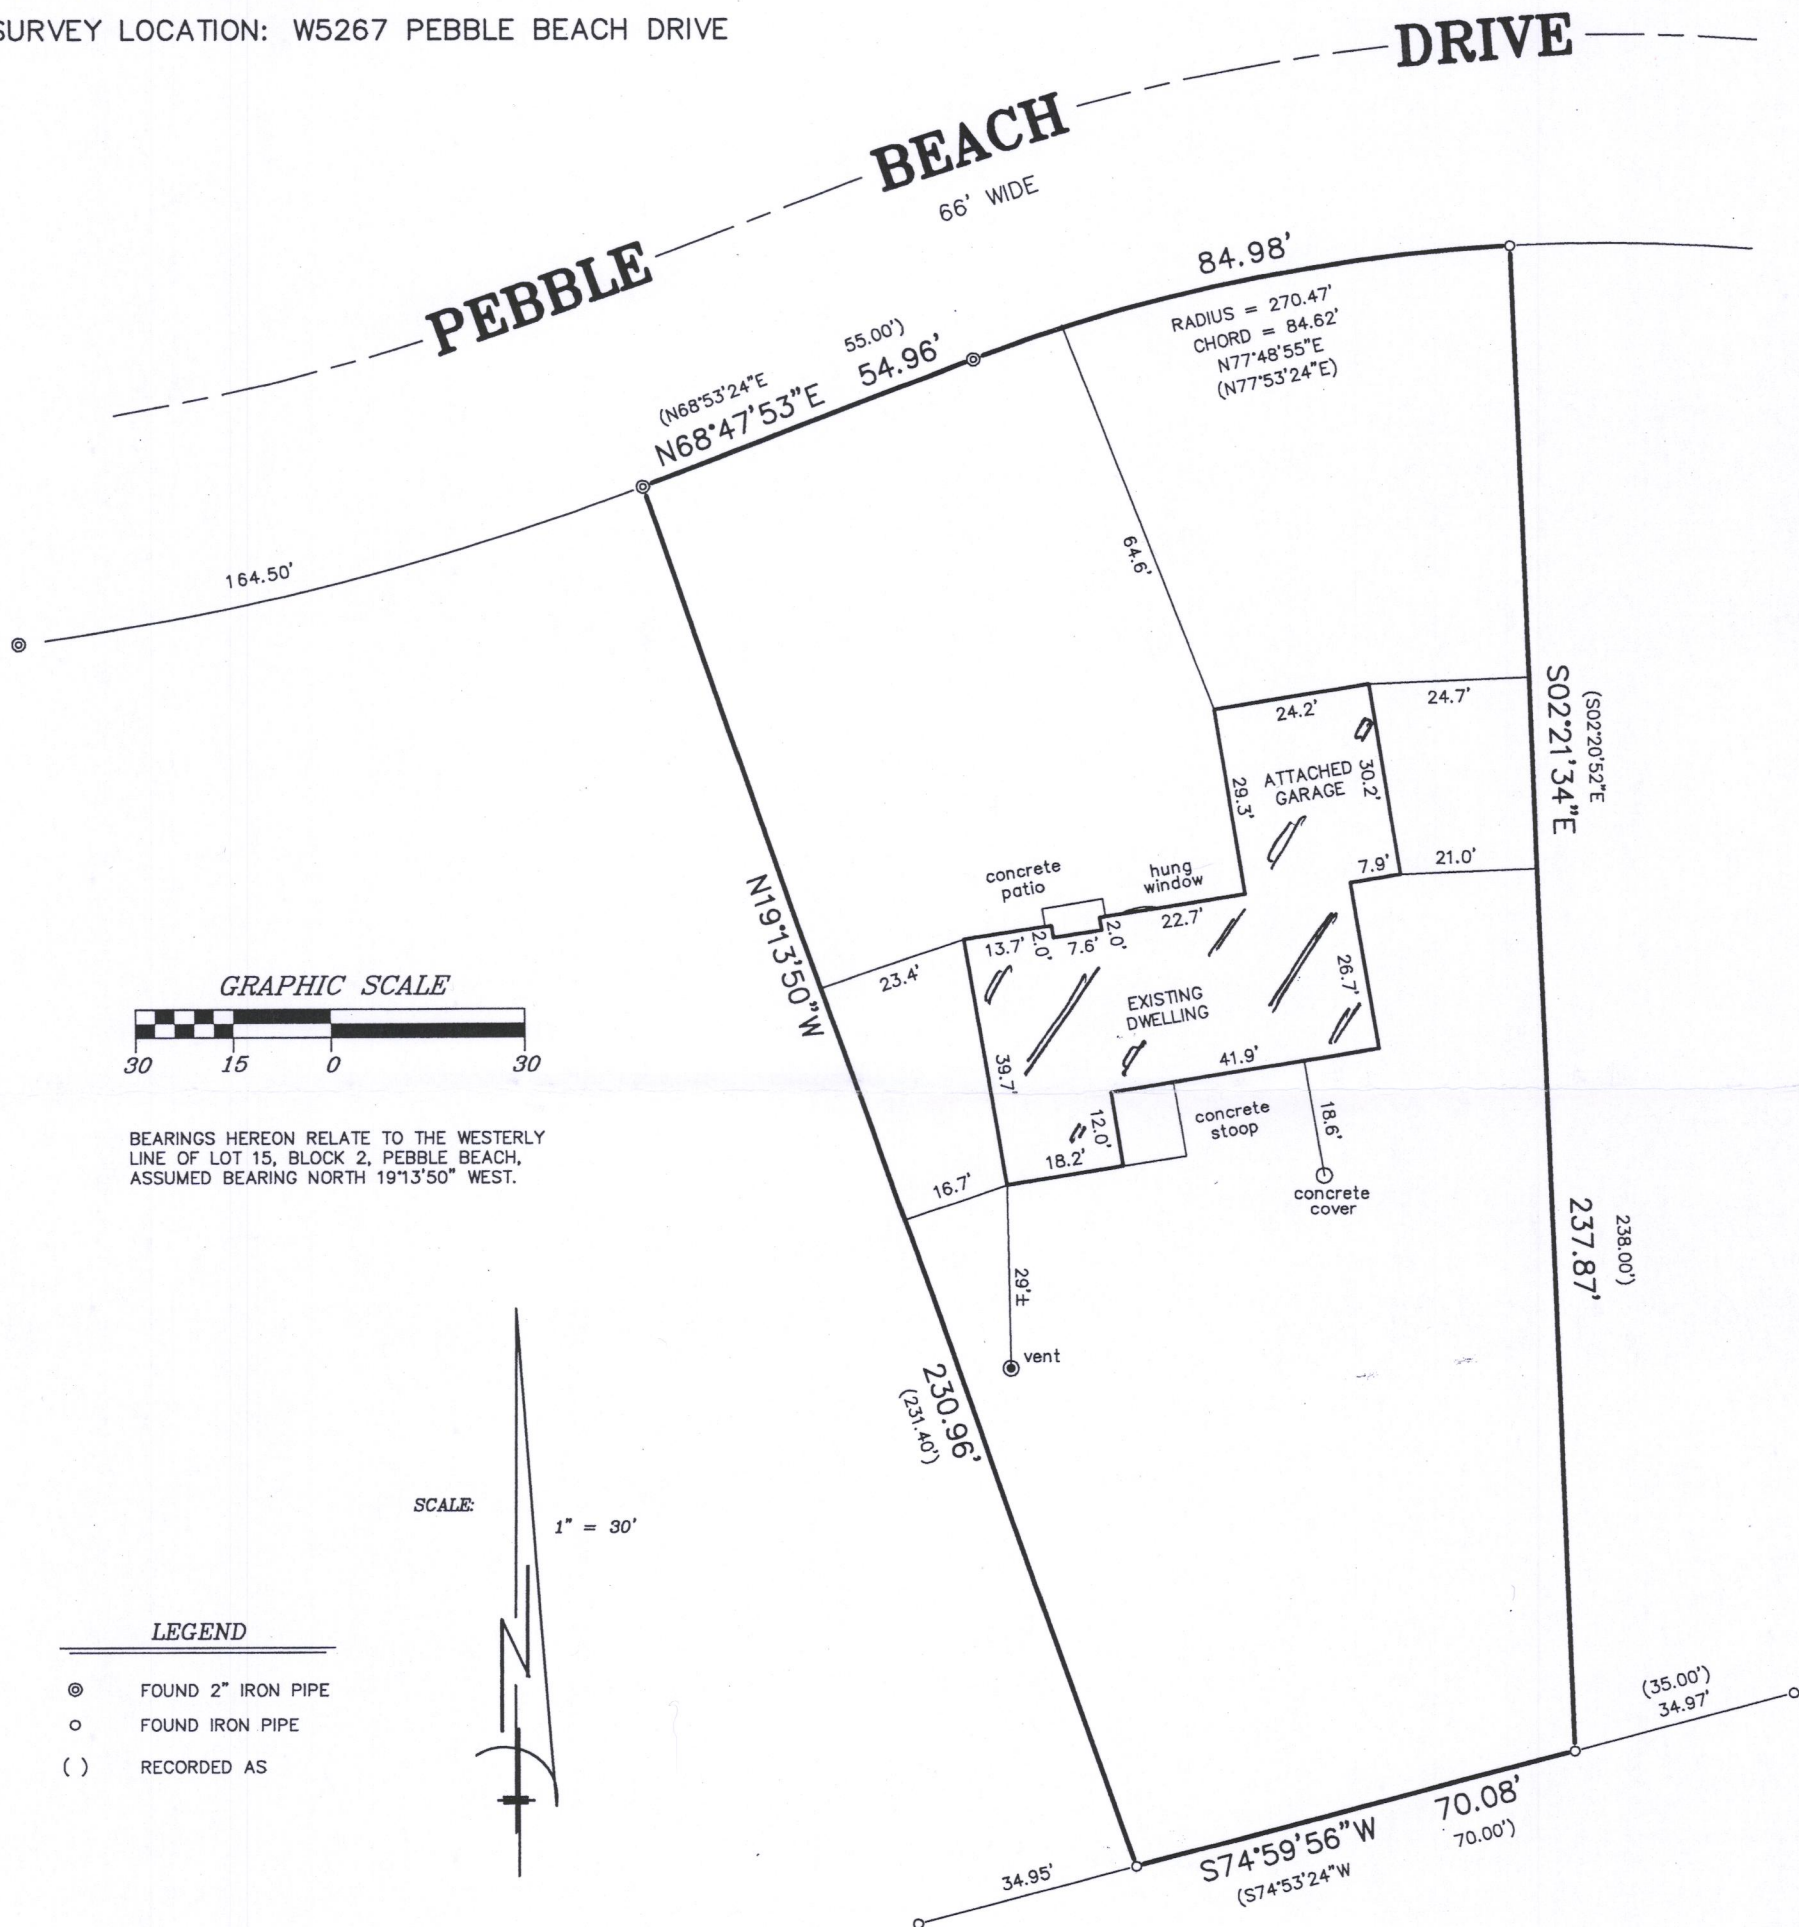 SURVEY LOCATION: W5267 PEBBLE BEACH DRIVE
PEBBLE BEACH DRIVE
66' WIDE
84.98'
RADIUS = 270.47'
CHORD = 84.62'
N77°48'55"E
(N77°53'24"E)
(N68°53'24"E 55.00')
N68°47'53"E 54.96'
164.50'
64.6'
24.2'
24.7'
(S02°20'52"E
S02°21'34"E
ATTACHED
GARAGE
29.3'
30.2'
7.9'
21.0'
concrete
patio
hung
window
22.7'
13.7'
2.0'
7.6'
2.0'
N19°13'50"W
23.4'
EXISTING
DWELLING
26.7'
39.7'
41.9'
12.0'
18.2'
concrete
stoop
18.6'
concrete
cover
16.7'
29'±
vent
237.87'
238.00')
230.96'
(231.40')
GRAPHIC SCALE
30 15 0 30
BEARINGS HEREON RELATE TO THE WESTERLY
LINE OF LOT 15, BLOCK 2, PEBBLE BEACH,
ASSUMED BEARING NORTH 19°13'50" WEST.
SCALE:
1" = 30'
N
LEGEND
FOUND 2" IRON PIPE
FOUND IRON PIPE
( ) RECORDED AS
(35.00')
34.97'
S74°59'56"W 70.08'
(S74°53'24"W 70.00')
34.95'